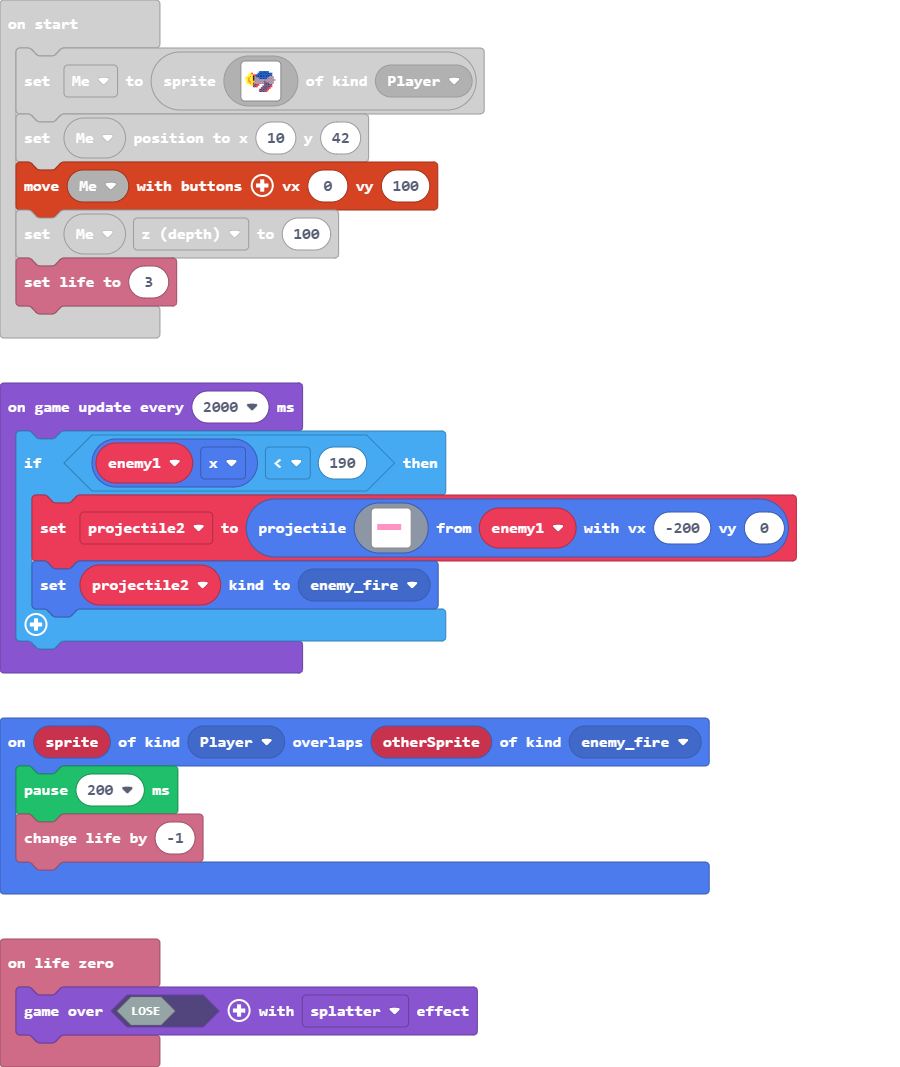 on start
set Me to sprite of kind Player
set Me position to x 10 y 42
move Me with buttons vx 0 vy 100
set Me z (depth) to 100
set life to 3
on game update every 2000 ms
if enemy1 x < 190 then
set projectile2 to projectile from enemy1 with vx -200 vy 0
set projectile2 kind to enemy_fire
on sprite of kind Player overlaps otherSprite of kind enemy_fire
pause 200 ms
change life by -1
on life zero
game over LOSE with splatter effect